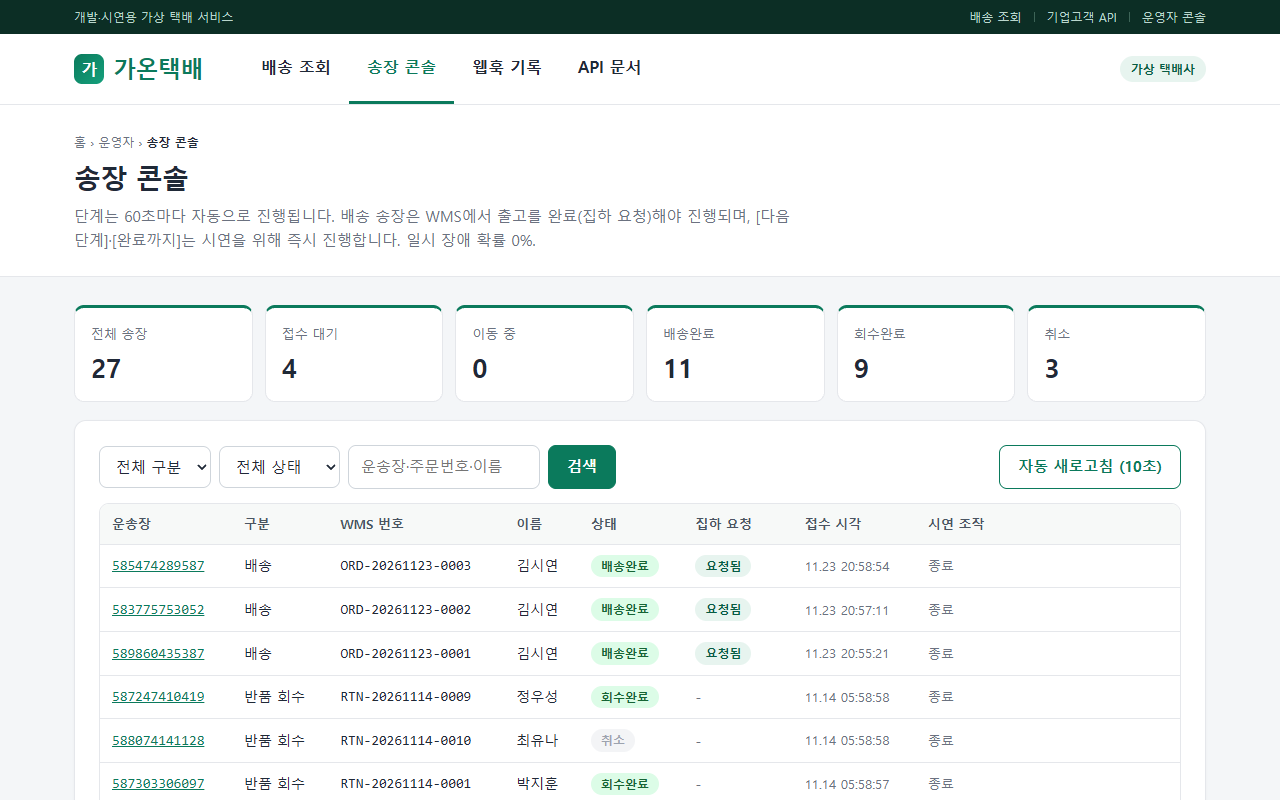 개발·시연용 가상 택배 서비스
배송 조회 | 기업고객 API | 운영자 콘솔
가 가온택배
배송 조회 송장 콘솔 웹훅 기록 API 문서
가상 택배사
홈 › 운영자 › 송장 콘솔
송장 콘솔
단계는 60초마다 자동으로 진행됩니다. 배송 송장은 WMS에서 출고를 완료(집하 요청)해야 진행되며, [다음
단계]·[완료까지]는 시연을 위해 즉시 진행합니다. 일시 장애 확률 0%.
전체 송장 접수 대기 이동 중 배송완료 회수완료 취소
27 4 0 11 9 3
전체 구분 전체 상태 운송장·주문번호·이름 검색 자동 새로고침 (10초)
운송장 구분 WMS 번호 이름 상태 집하 요청 접수 시각 시연 조작
585474289587 배송 ORD-20261123-0003 김시연 배송완료 요청됨 11.23 20:58:54 종료
583775753052 배송 ORD-20261123-0002 김시연 배송완료 요청됨 11.23 20:57:11 종료
589860435387 배송 ORD-20261123-0001 김시연 배송완료 요청됨 11.23 20:55:21 종료
587247410419 반품 회수 RTN-20261114-0009 정우성 회수완료 - 11.14 05:58:58 종료
588074141128 반품 회수 RTN-20261114-0010 최유나 취소 - 11.14 05:58:58 종료
587303306097 반품 회수 RTN-20261114-0001 박지훈 회수완료 - 11.14 05:58:57 종료